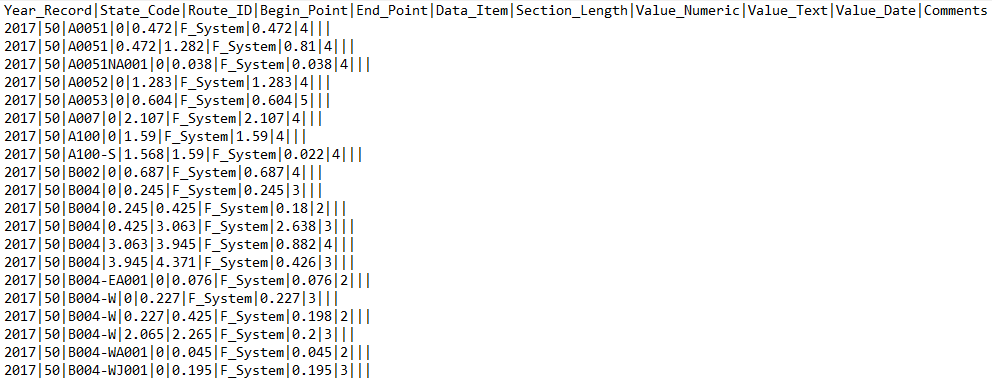 Year_Record|State_Code|Route_ID|Begin_Point|End_Point|Data_Item|Section_Length|Value_Numeric|Value_Text|Value_Date|Comments
2017|50|A0051|0|0.472|F_System|0.472|4|||
2017|50|A0051|0.472|1.282|F_System|0.81|4|||
2017|50|A0051NA001|0|0.038|F_System|0.038|4|||
2017|50|A0052|0|1.283|F_System|1.283|4|||
2017|50|A0053|0|0.604|F_System|0.604|5|||
2017|50|A007|0|2.107|F_System|2.107|4|||
2017|50|A100|0|1.59|F_System|1.59|4|||
2017|50|A100-S|1.568|1.59|F_System|0.022|4|||
2017|50|B002|0|0.687|F_System|0.687|4|||
2017|50|B004|0|0.245|F_System|0.245|3|||
2017|50|B004|0.245|0.425|F_System|0.18|2|||
2017|50|B004|0.425|3.063|F_System|2.638|3|||
2017|50|B004|3.063|3.945|F_System|0.882|4|||
2017|50|B004|3.945|4.371|F_System|0.426|3|||
2017|50|B004-EA001|0|0.076|F_System|0.076|2|||
2017|50|B004-W|0|0.227|F_System|0.227|3|||
2017|50|B004-W|0.227|0.425|F_System|0.198|2|||
2017|50|B004-W|2.065|2.265|F_System|0.2|3|||
2017|50|B004-WA001|0|0.045|F_System|0.045|2|||
2017|50|B004-WJ001|0|0.195|F_System|0.195|3|||